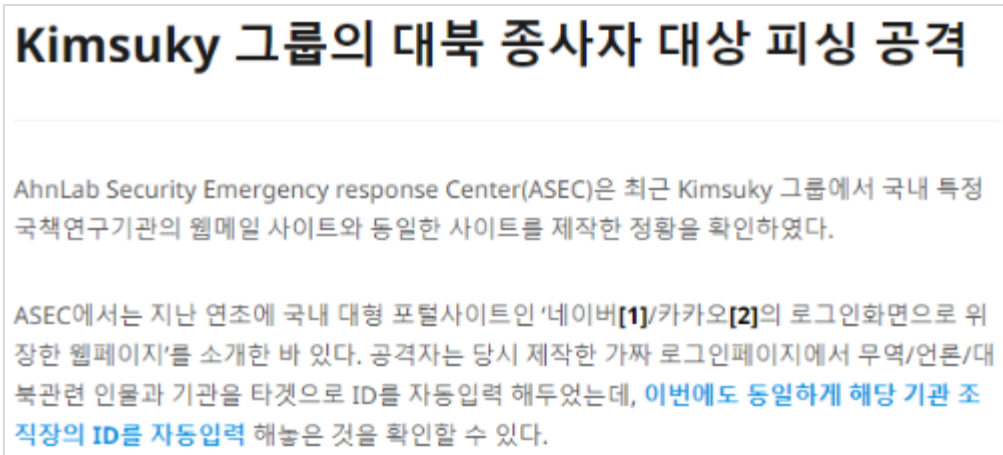 Kimsuky 그룹의 대북 종사자 대상 피싱 공격
AhnLab Security Emergency response Center(ASEC)은 최근 Kimsuky 그룹에서 국내 특정
국책연구기관의 웹메일 사이트와 동일한 사이트를 제작한 정황을 확인하였다.
ASEC에서는 지난 연초에 국내 대형 포털사이트인 ‘네이버[1]/카카오[2]의 로그인화면으로 위
장한 웹페이지’를 소개한 바 있다. 공격자는 당시 제작한 가짜 로그인페이지에서 무역/언론/대
북관련 인물과 기관을 타겟으로 ID를 자동입력 해두었는데, 이번에도 동일하게 해당 기관 조
직장의 ID를 자동입력 해놓은 것을 확인할 수 있다.